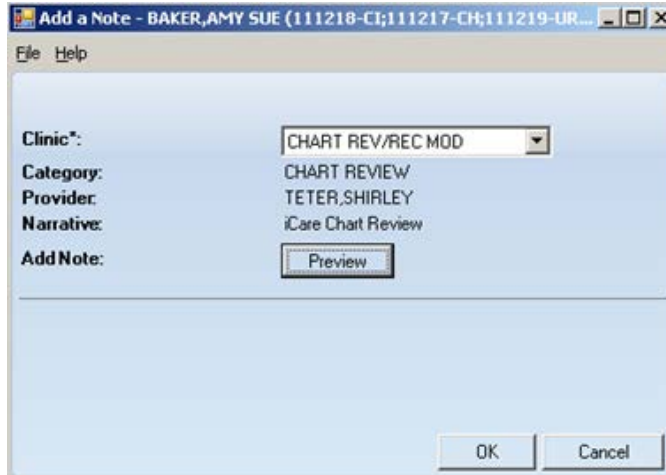 Add a Note - BAKER,AMY SUE (111218-CI;111217-CH;111219-UR...
File Help
Clinic*: CHART REV/REC MOD
Category: CHART REVIEW
Provider: TETER,SHIRLEY
Narrative: iCare Chart Review
Add Note: Preview
OK Cancel